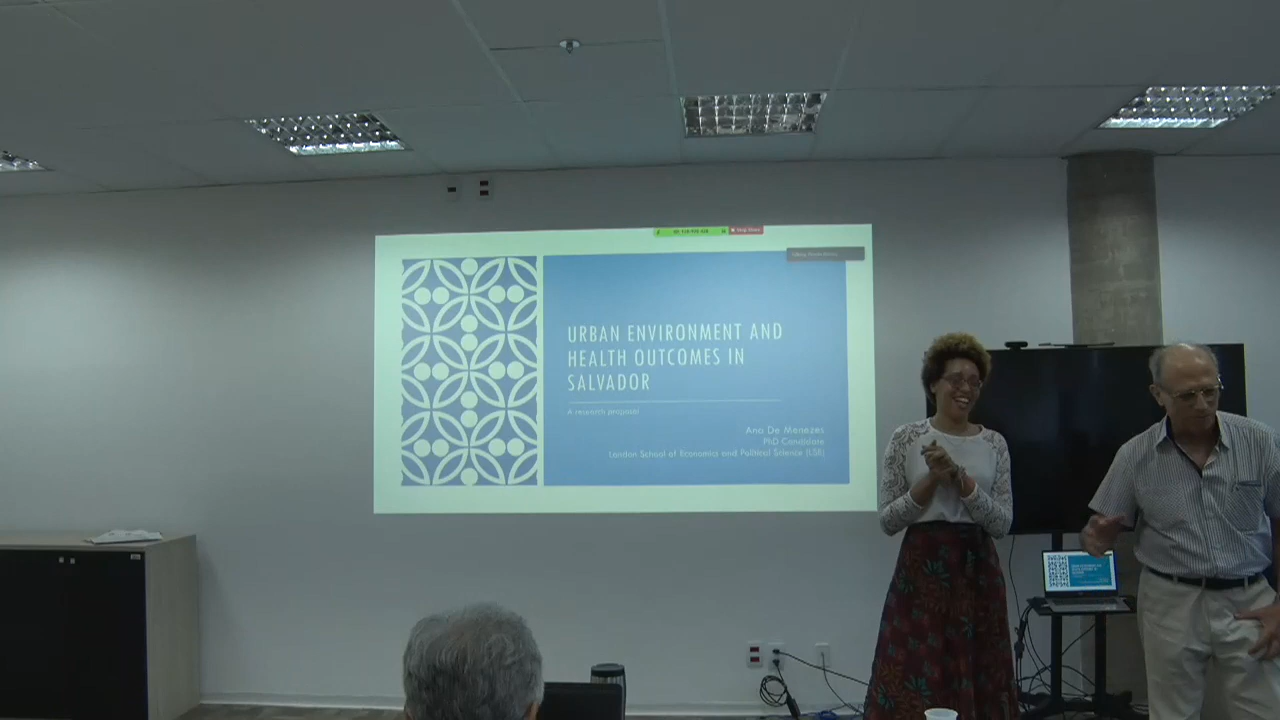 URBAN ENVIRONMENT AND
HEALTH OUTCOMES IN
SALVADOR
A research proposal
Ana De Menezes
PhD Candidate
London School of Economics and Political Science (LSE)